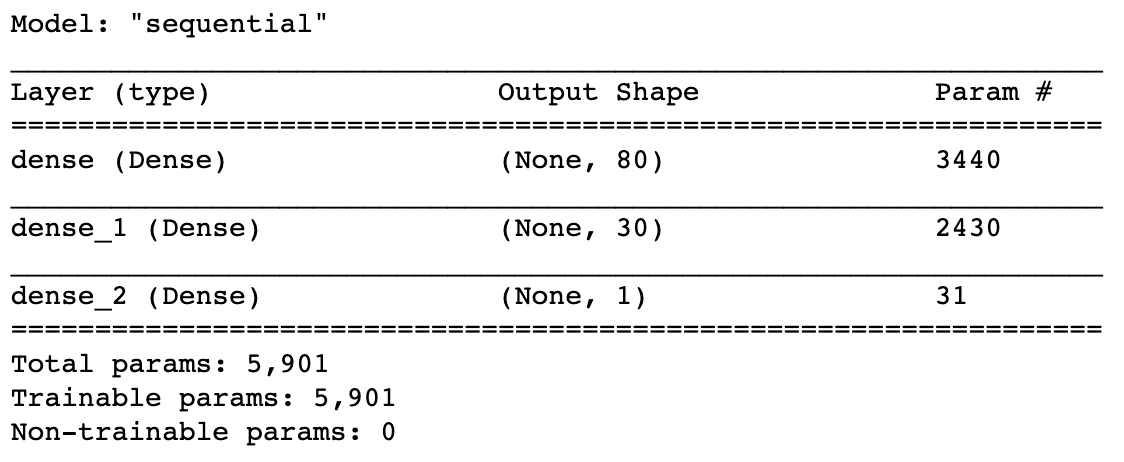 Model: "sequential"
Layer (type) Output Shape Param #
dense (Dense) (None, 80) 3440
dense_1 (Dense) (None, 30) 2430
dense_2 (Dense) (None, 1) 31
Total params: 5,901
Trainable params: 5,901
Non-trainable params: 0